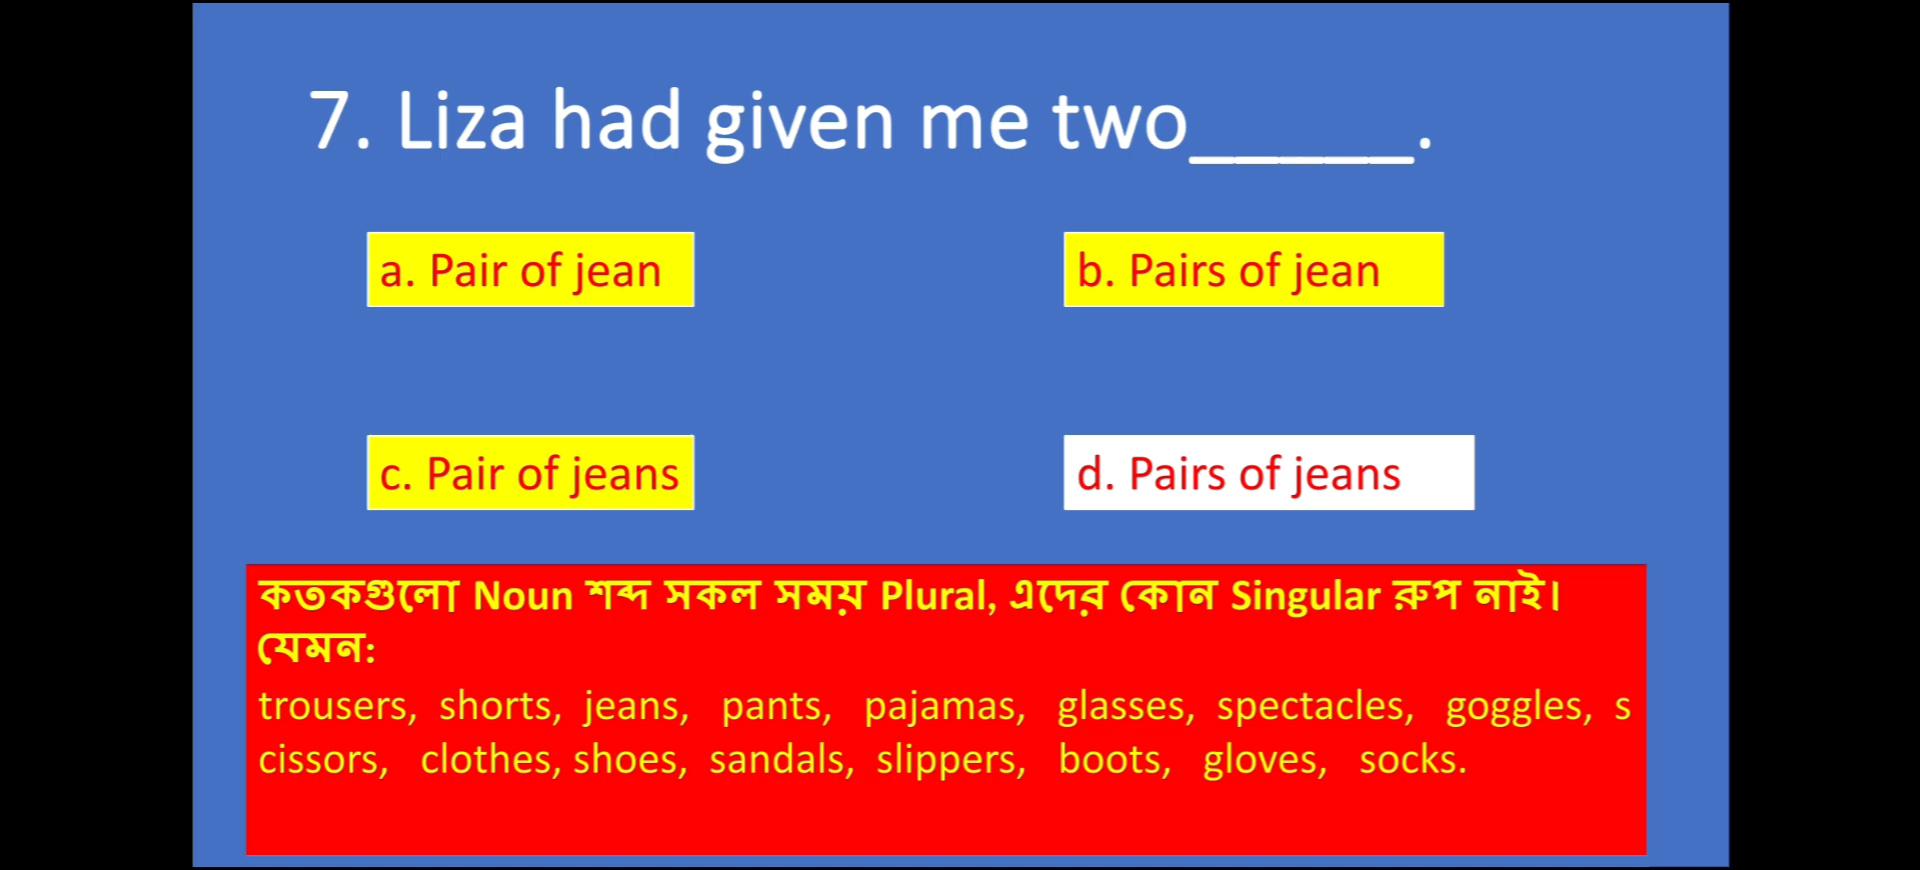 7. Liza had given me two_____.
a. Pair of jean
b. Pairs of jean
c. Pair of jeans
d. Pairs of jeans
কতকগুলো Noun শব্দ সকল সময় Plural, এদের কোন Singular রুপ নাই।
যেমন:
trousers, shorts, jeans, pants, pajamas, glasses, spectacles, goggles, s
cissors, clothes, shoes, sandals, slippers, boots, gloves, socks.